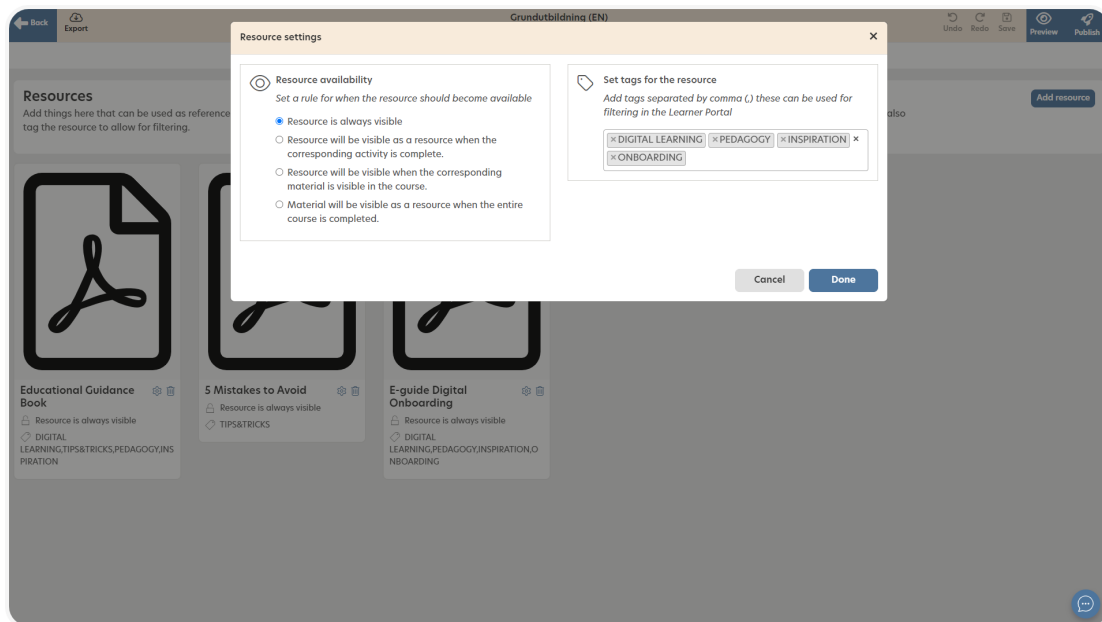 Back
Export
Grundutbildning (EN)
Undo
Redo
Save
Preview
Publish
Resource settings
×
Resources
Add things here that can be used as reference
also
tag the resource to allow for filtering.
Add resource
Resource availability
Set a rule for when the resource should become available
Resource is always visible
Resource will be visible as a resource when the
corresponding activity is complete.
Resource will be visible when the corresponding
material is visible in the course.
Material will be visible as a resource when the entire
course is completed.
Set tags for the resource
Add tags separated by comma (,) these can be used for
filtering in the Learner Portal
×DIGITAL LEARNING ×PEDAGOGY ×INSPIRATION ×
×ONBOARDING
Cancel
Done
Educational Guidance
Book
Resource is always visible
DIGITAL
LEARNING,TIPS&TRICKS,PEDAGOGY,INS
PIRATION
5 Mistakes to Avoid
Resource is always visible
TIPS&TRICKS
E-guide Digital
Onboarding
Resource is always visible
DIGITAL
LEARNING,PEDAGOGY,INSPIRATION,O
NBOARDING